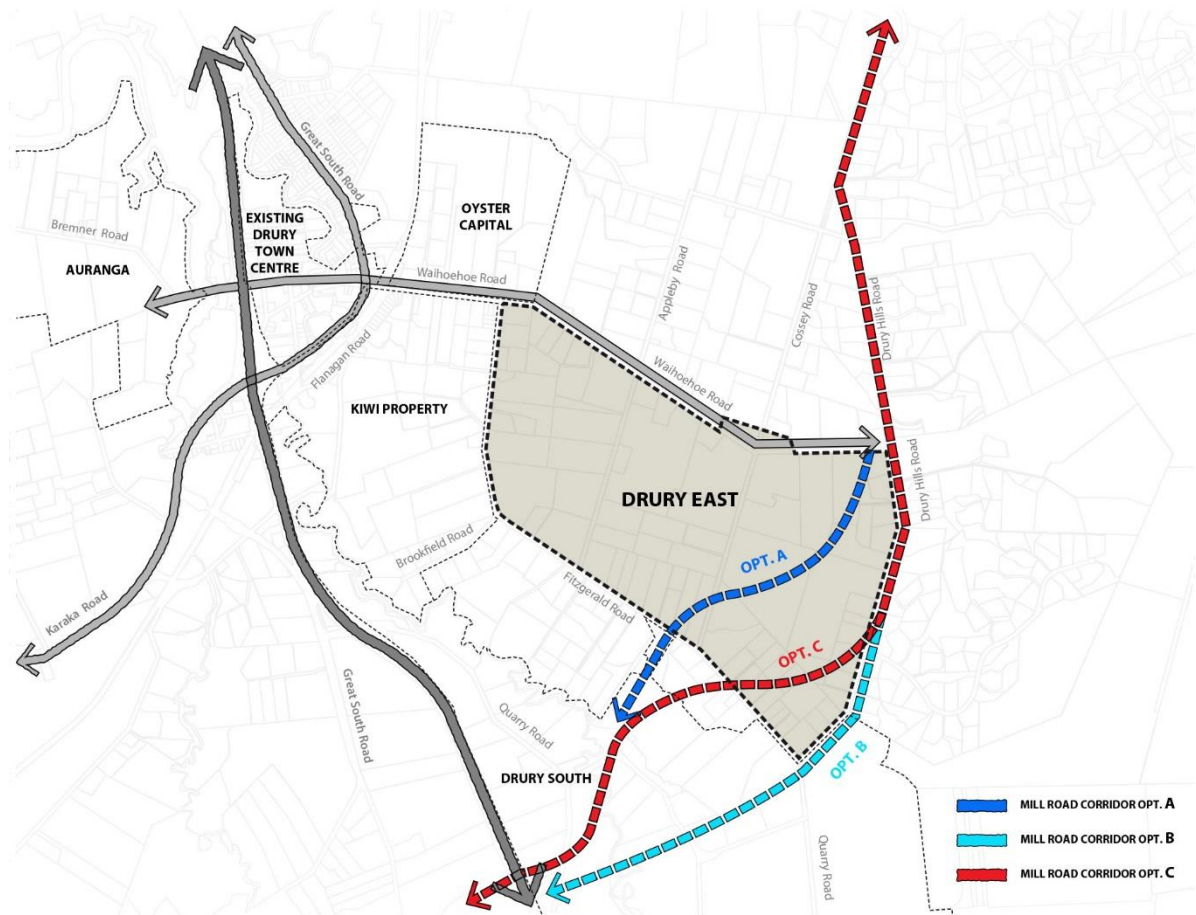 Great South Road
OYSTER
CAPITAL
Bremner Road
EXISTING
DRURY
TOWN
CENTRE
AURANGA
Waihoehoe Road
Appleby Road
Cossey Road
Drury Hills Road
Flanagan Road
Waihoehoe Road
KIWI PROPERTY
DRURY EAST
Drury Hills Road
Brookfield Road
OPT. A
Fitzgerald Road
Karaka Road
OPT. C
Great South Road
Quarry Road
OPT. B
DRURY SOUTH
Quarry Road
MILL ROAD CORRIDOR OPT. A
MILL ROAD CORRIDOR OPT. B
MILL ROAD CORRIDOR OPT. C